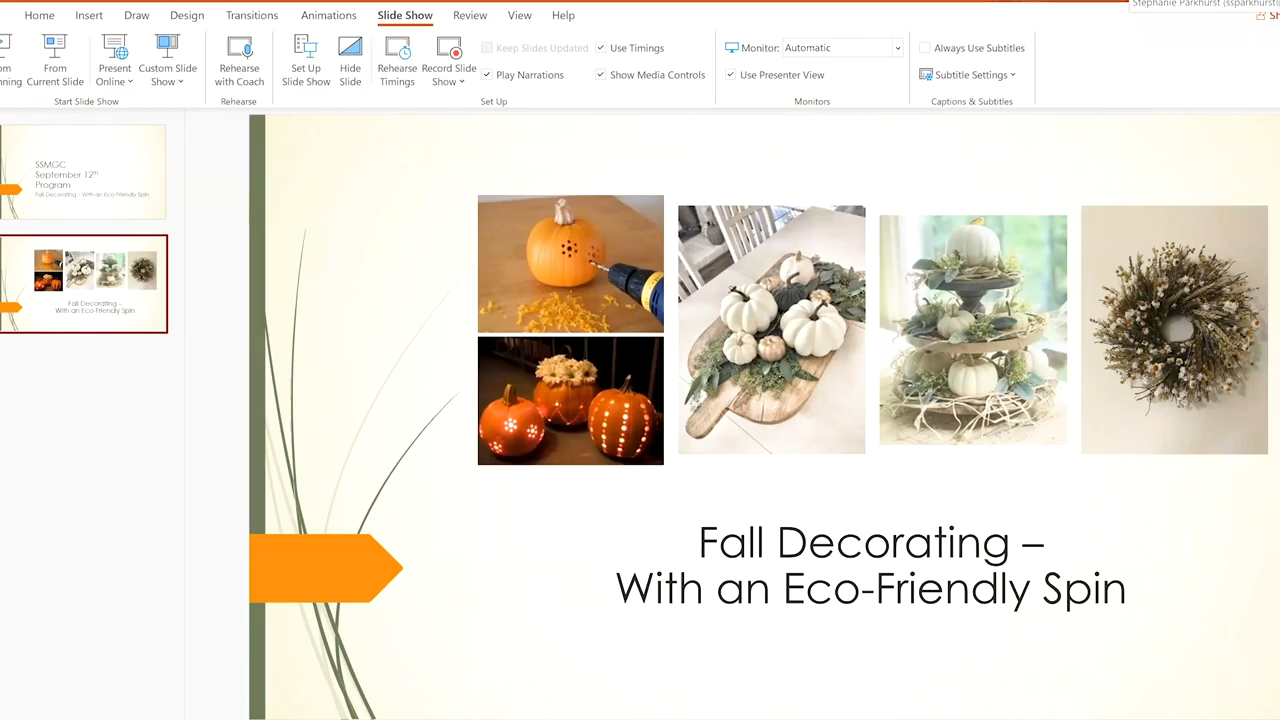 Stephanie Parkhurst
Home Insert Draw Design Transitions Animations Slide Show Review View Help
From Present Custom Slide
Current Slide Online Show
Start Slide Show
Rehearse
with Coach
Rehearse
Set Up Hide Rehearse Record Slide
Slide Show Slide Timings Show
Keep Slides Updated Use Timings
Play Narrations Show Media Controls
Set Up
Monitor: Automatic
Use Presenter View
Monitors
Always Use Subtitles
Subtitle Settings
Captions & Subtitles
SSMGC
September 12th
Program
Fall Decorating - With an Eco Friendly Spin
Fall Decorating –
With an Eco-Friendly Spin
Fall Decorating –
With an Eco-Friendly Spin